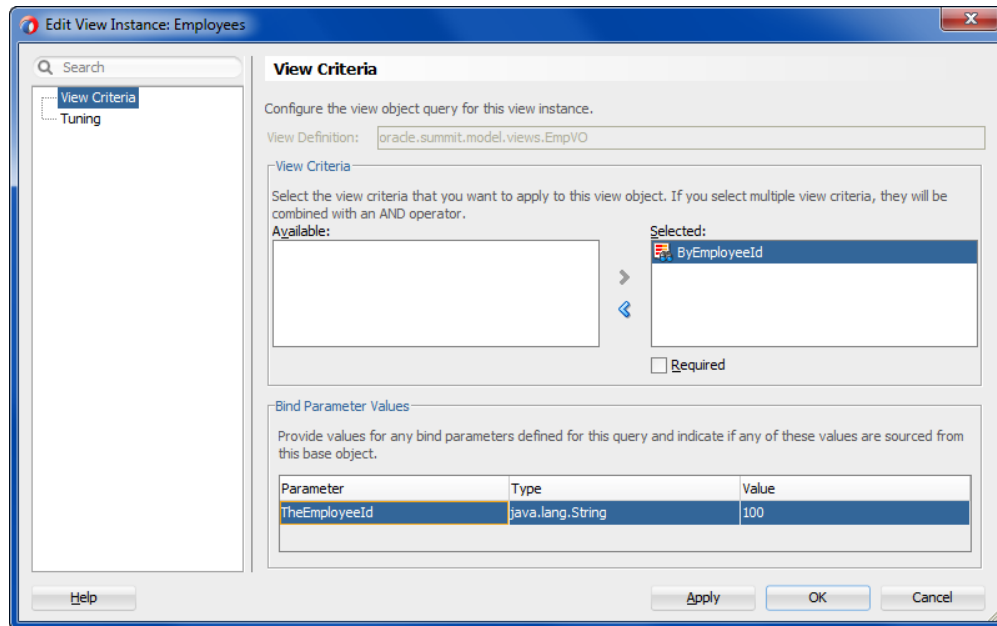 Edit View Instance: Employees
Search
View Criteria
Tuning
View Criteria
Configure the view object query for this view instance.
View Definition: oracle.summit.model.views.EmpVO
View Criteria
Select the view criteria that you want to apply to this view object. If you select multiple view criteria, they will be
combined with an AND operator.
Available:
Selected:
ByEmployeeId
Required
Bind Parameter Values
Provide values for any bind parameters defined for this query and indicate if any of these values are sourced from
this base object.
Parameter Type Value
TheEmployeeId java.lang.String 100
Help Apply OK Cancel